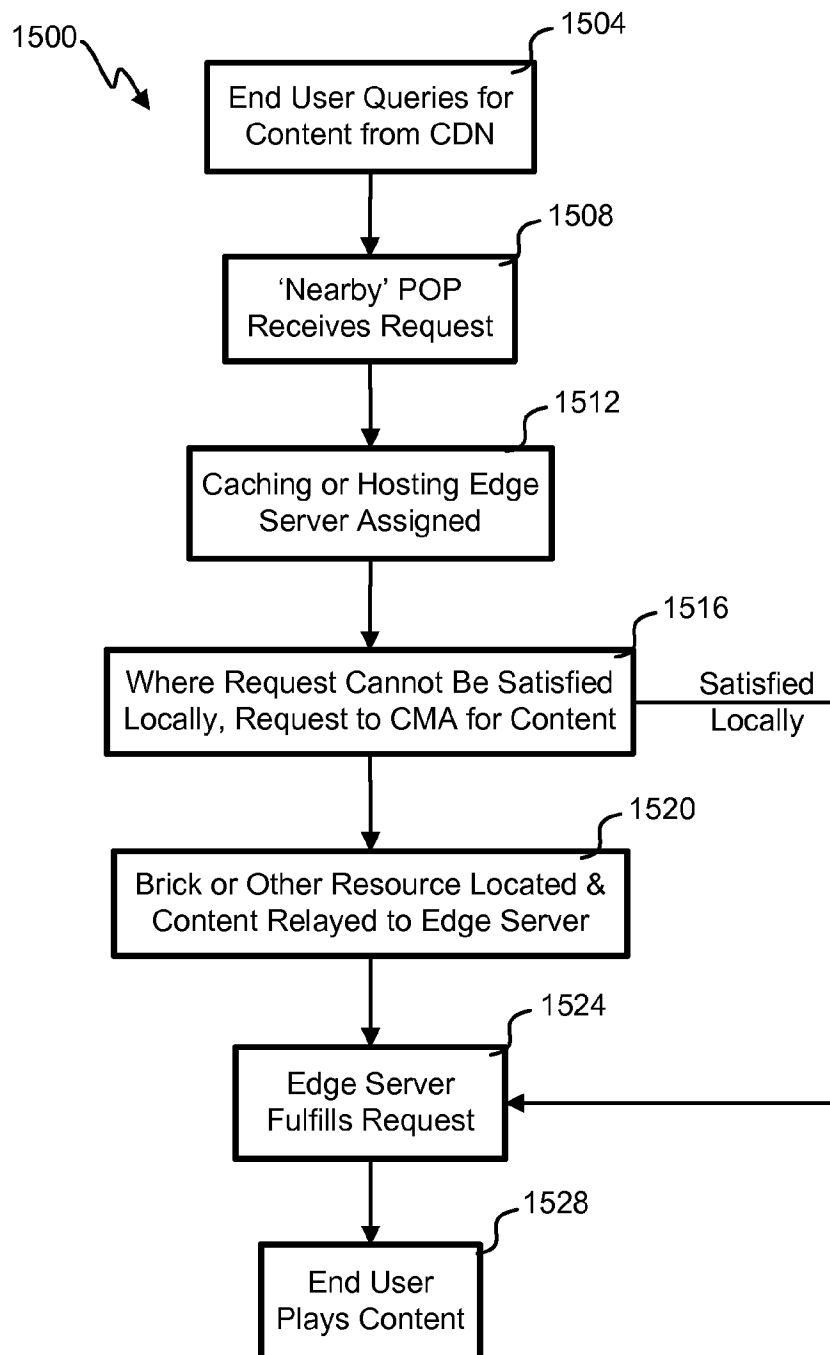 1500
1504
End User Queries for
Content from CDN
1508
‘Nearby’ POP
Receives Request
1512
Caching or Hosting Edge
Server Assigned
1516
Where Request Cannot Be Satisfied
Locally, Request to CMA for Content
Satisfied
Locally
1520
Brick or Other Resource Located &
Content Relayed to Edge Server
1524
Edge Server
Fulfills Request
1528
End User
Plays Content